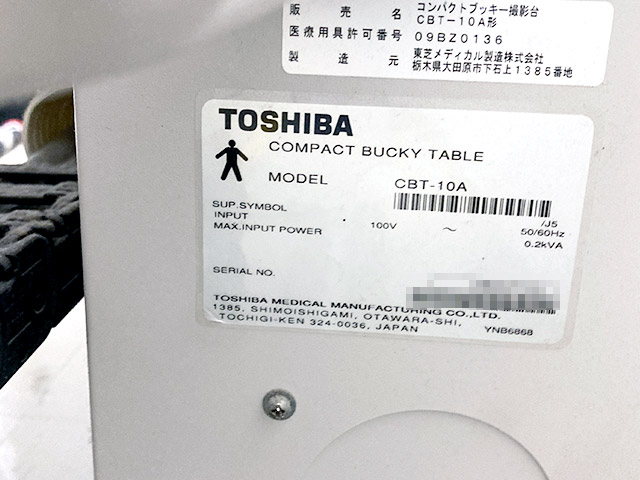 販売名 コンパクトブッキー撮影台
CBT-10A形
医療用具許可番号 09BZ0136
製造元 東芝メディカル製造株式会社
栃木県大田原市下石上1385番地
TOSHIBA
COMPACT BUCKY TABLE
MODEL CBT-10A
SUP.SYMBOL /J5
INPUT 100V ～ 50/60Hz
MAX.INPUT POWER 0.2kVA
SERIAL NO.
TOSHIBA MEDICAL MANUFACTURING CO.,LTD.
1385, SHIMOISHIGAMI, OTAWARA-SHI,
TOCHIGI-KEN 324-0036, JAPAN YNB6868